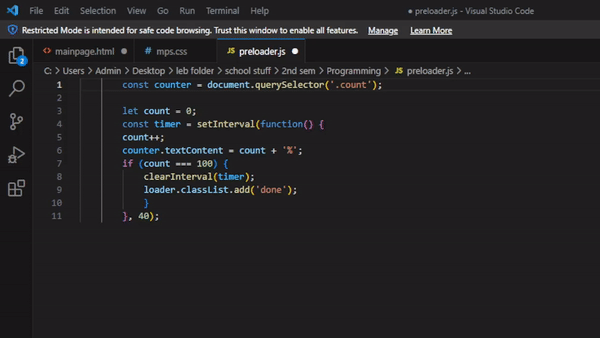 File Edit Selection View Go Run Terminal Help ● preloader.js - Visual Studio Code
Restricted Mode is intended for safe code browsing. Trust this window to enable all features. Manage Learn More
<> mainpage.html ● # mps.css JS preloader.js ●
C: > Users > Admin > Desktop > leb folder > school stuff > 2nd sem > Programming > JS preloader.js > ...
2
1 const counter = document.querySelector('.count');
2
3 let count = 0;
4 const timer = setInterval(function() {
5 count++;
6 counter.textContent = count + '%';
7 if (count === 100) {
8 clearInterval(timer);
9 loader.classList.add('done');
10 }
11 }, 40);